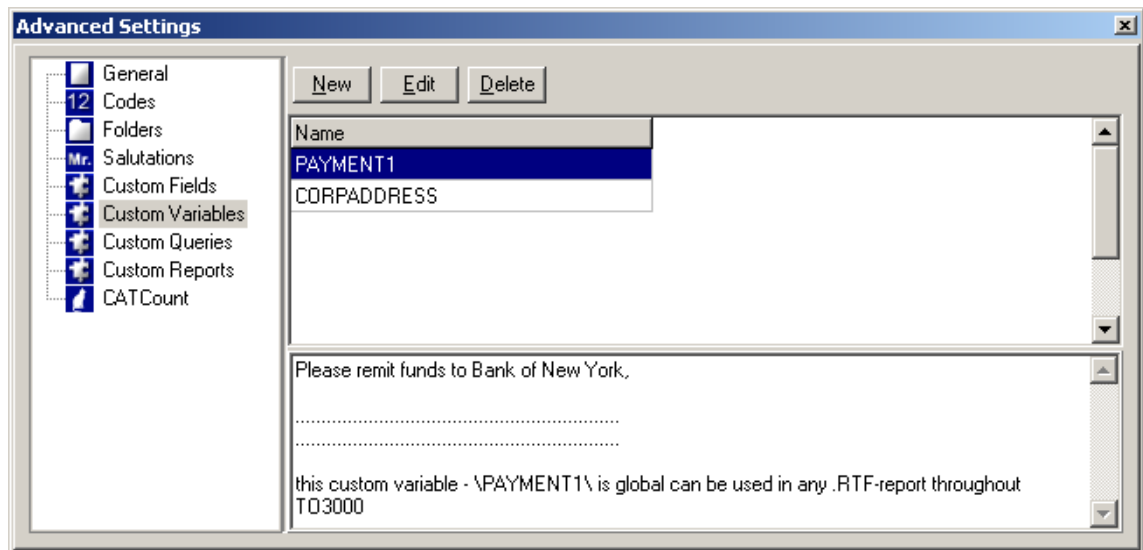 Advanced Settings
General
12 Codes
Folders
Mr. Salutations
Custom Fields
Custom Variables
Custom Queries
Custom Reports
CATCount
New Edit Delete
Name
PAYMENT1
CORPADDRESS
Please remit funds to Bank of New York,
................................................................
................................................................
this custom variable - \PAYMENT1\ is global can be used in any .RTF-report throughout
TO3000